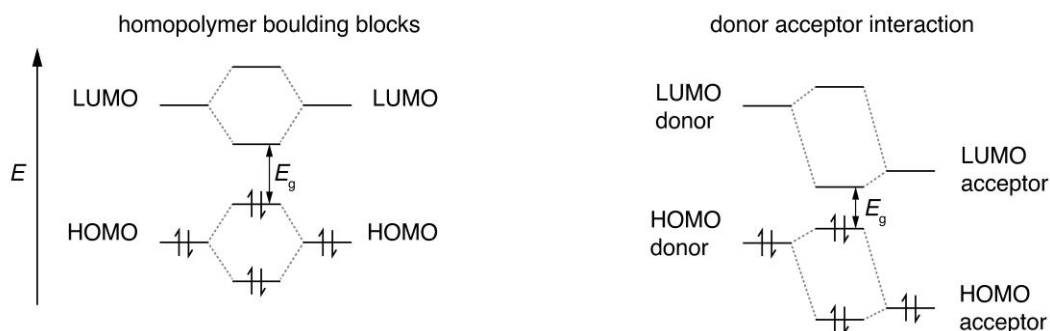 homopolymer boulding blocks
donor acceptor interaction
E
LUMO
LUMO
Eg
HOMO
HOMO
LUMO
donor
LUMO
acceptor
Eg
HOMO
donor
HOMO
acceptor